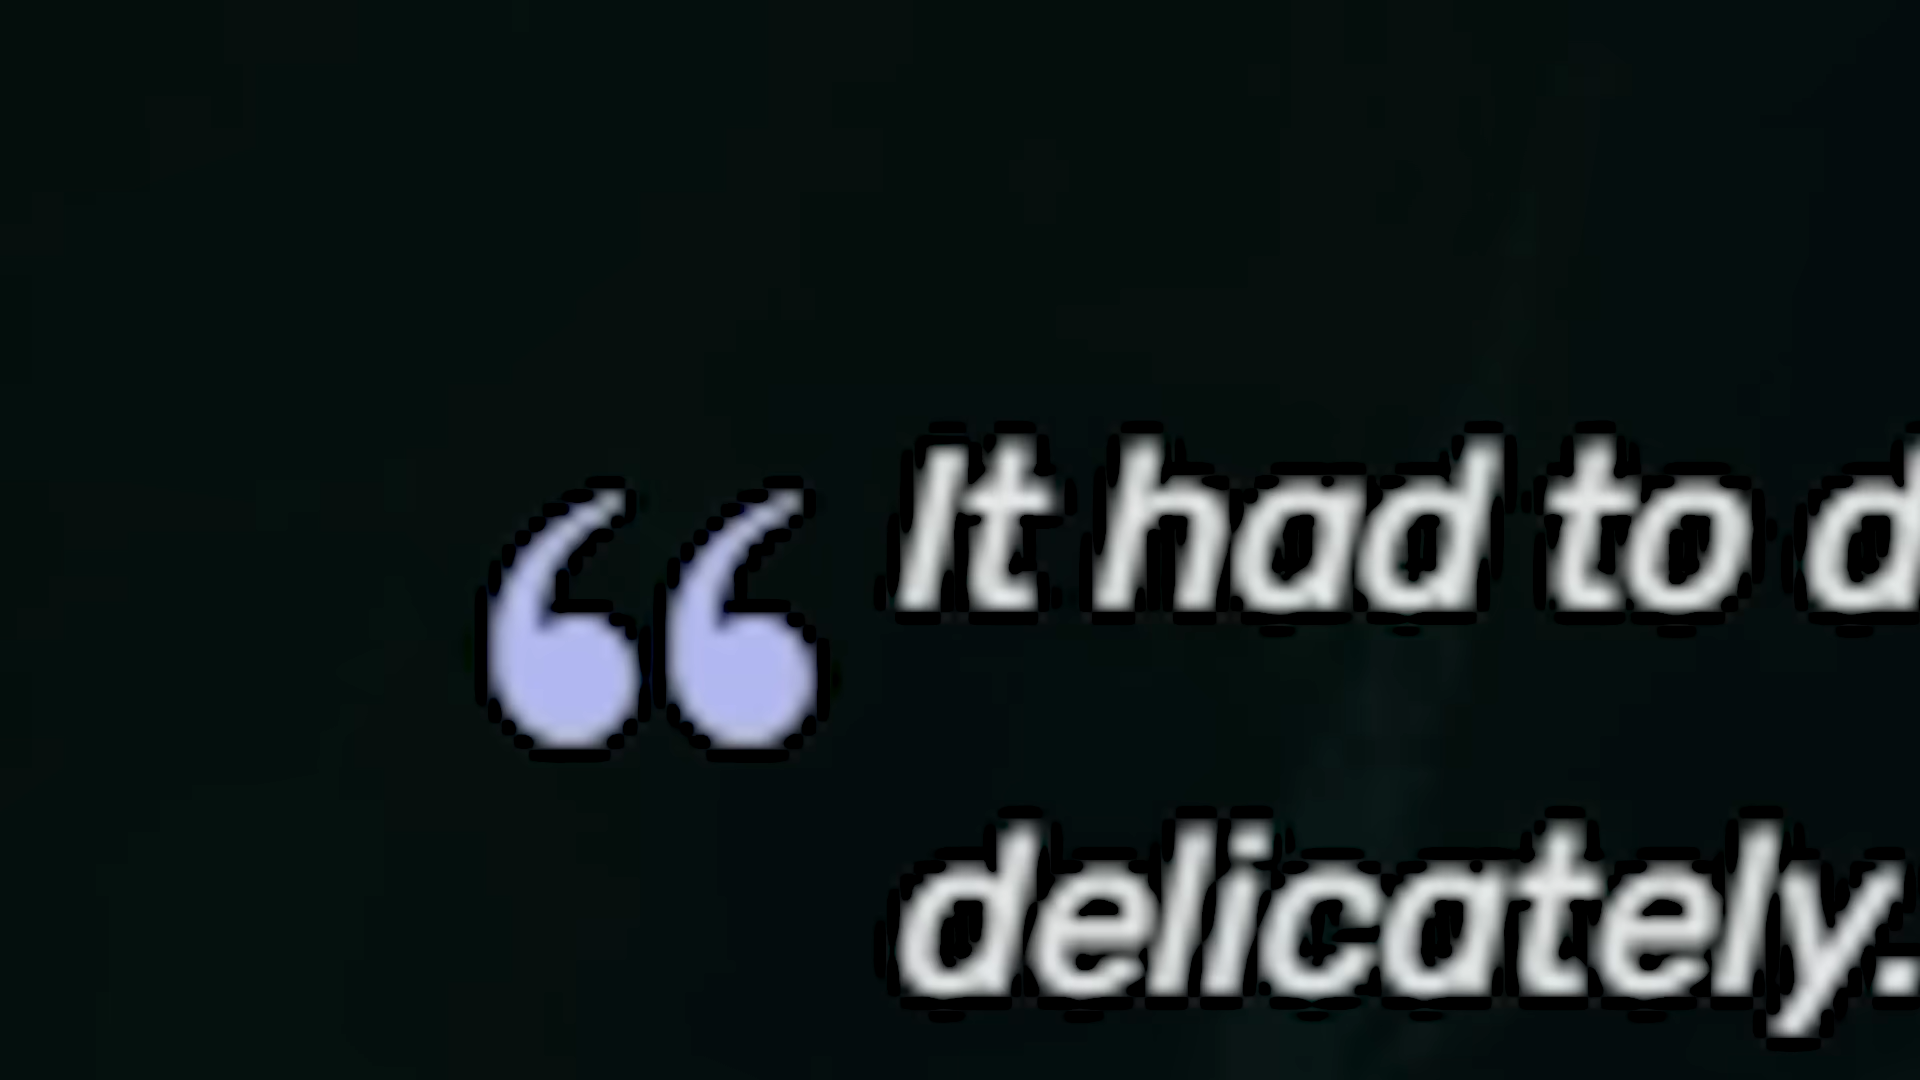 “ It had to d
delicately.